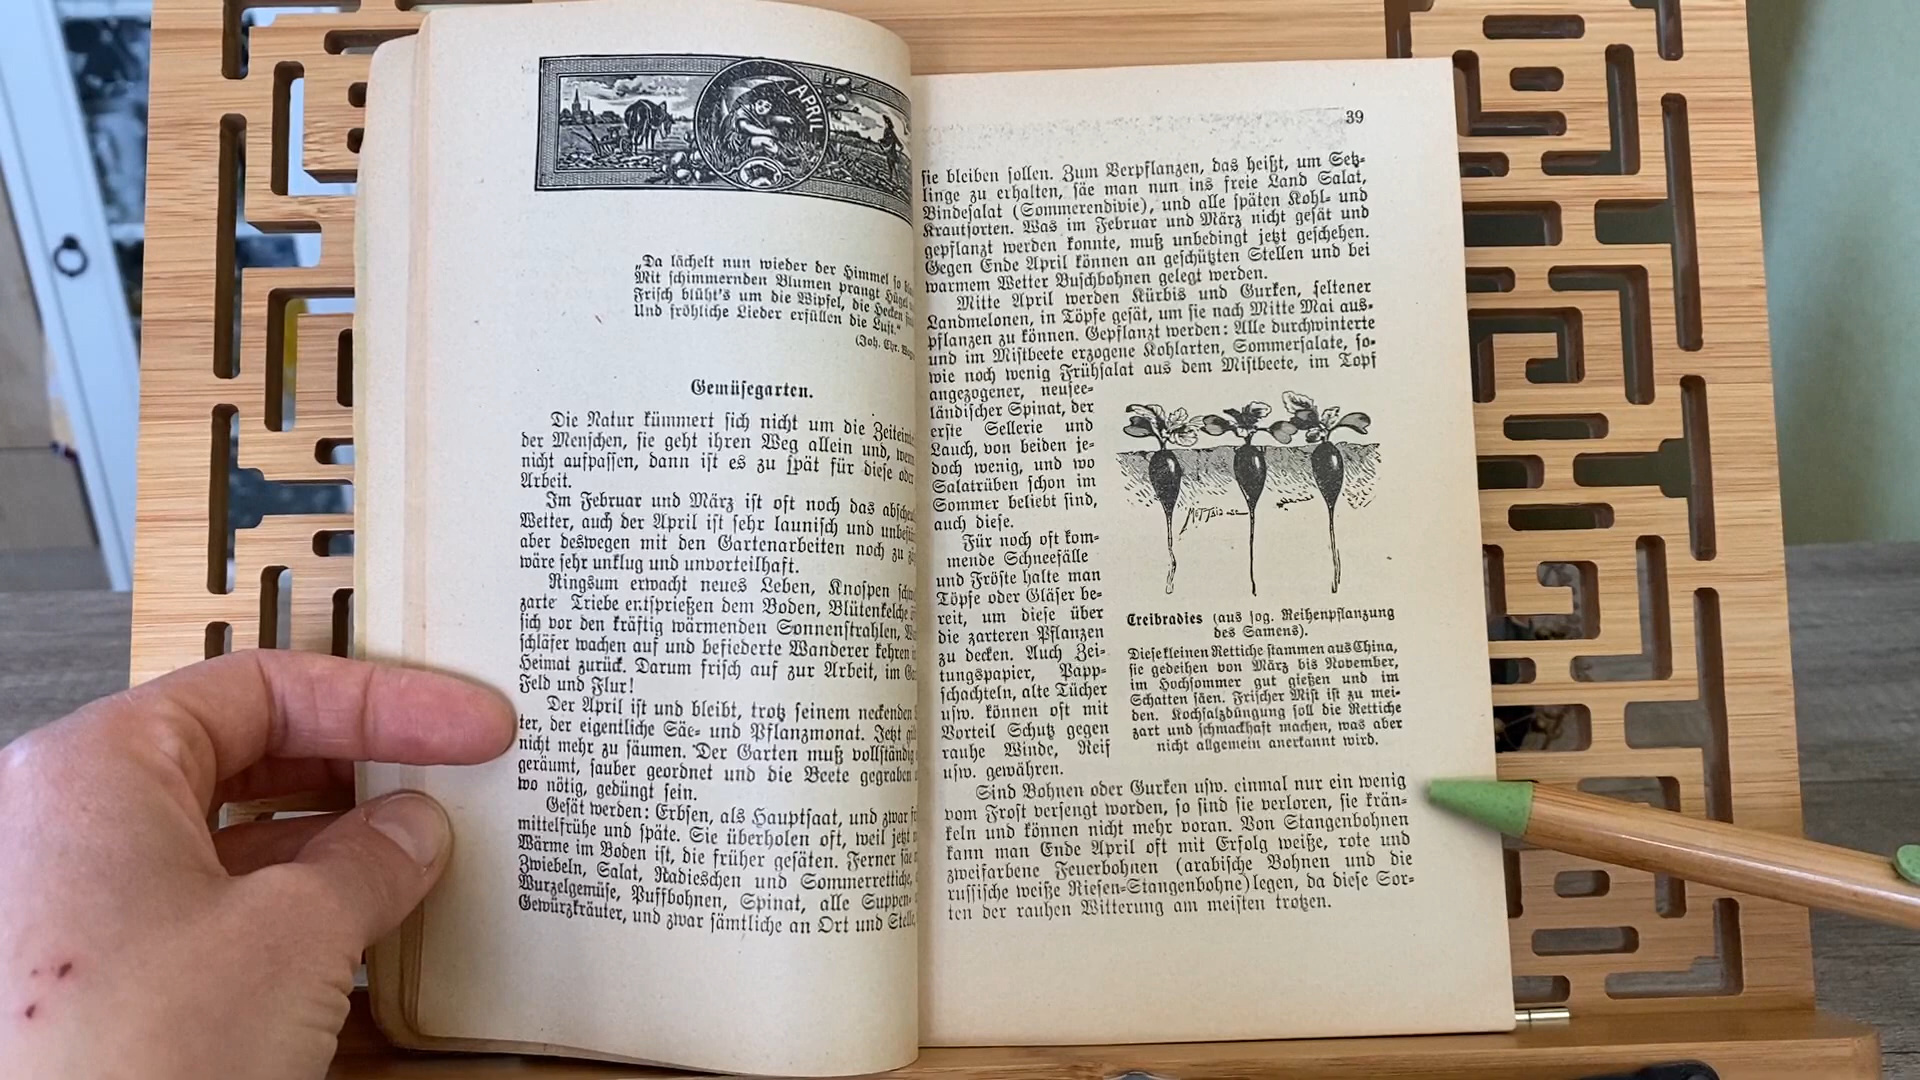 APRIL
„Da lächelt nun wieder der Himmel so
Mit schimmernden Blumen prangt Hügel
Frisch blüht's um die Wipfel, die Hecken
Und fröhliche Lieder erfüllen die Luft.“
(Joh. Chr.
Gemüsegarten.
Die Natur kümmert sich nicht um die
der Menschen, sie geht ihren Weg allein und, wenn
nicht aufpassen, dann ist es zu spät für diese oder
Arbeit.
Im Februar und März ist oft noch das
Wetter, auch der April ist sehr launisch und
aber deswegen mit den Gartenarbeiten noch zu
wäre sehr unklug und unvorteilhaft.
Ringsum erwacht neues Leben, Knospen
zarte Triebe entsprießen dem Boden, Blütenkelche
sich vor den kräftig wärmenden Sonnenstrahlen,
schläfer wachen auf und befiederte Wanderer kehren
Heimat zurück. Darum frisch auf zur Arbeit, im
Feld und Flur!
Der April ist und bleibt, trotz seinem neckenden
ter, der eigentliche Säe- und Pflanzmonat. Jetzt
nicht mehr zu säumen. Der Garten muß vollständig
geräumt, sauber geordnet und die Beete gegraben
wo nötig, gedüngt sein.
Gesät werden: Erbsen, als Hauptsaat, und zwar
mittelfrühe und späte. Sie überholen oft, weil jetzt
Wärme im Boden ist, die früher gesäten. Ferner säe
Zwiebeln, Salat, Radieschen und Sommerrettiche,
Wurzelgemüse, Puffbohnen, Spinat, alle Suppen-
Gewürzkräuter, und zwar sämtliche an Ort und Stelle,
39
sie bleiben sollen. Zum Verpflanzen, das heißt, um Setz-
linge zu erhalten, säe man nun ins freie Land Salat,
Bindesalat (Sommerendivie), und alle späten Kohl- und
Krautsorten. Was im Februar und März nicht gesät und
gepflanzt werden konnte, muß unbedingt jetzt geschehen.
Gegen Ende April können an geschützten Stellen und bei
warmem Wetter Buschbohnen gelegt werden.
Mitte April werden Kürbis und Gurken, seltener
Landmelonen, in Töpfe gesät, um sie nach Mitte Mai aus-
pflanzen zu können. Gepflanzt werden: Alle durchwinterte
und im Mistbeete erzogene Kohlarten, Sommersalate, so-
wie noch wenig Frühsalat aus dem Mistbeete, im Topf
angezogener, neusee-
ländischer Spinat, der
erste Sellerie und
Lauch, von beiden je-
doch wenig, und wo
Salatrüben schon im
Sommer beliebt sind,
auch diese.
Für noch oft kom-
mende Schneefälle
und Fröste halte man
Töpfe oder Gläser be-
reit, um diese über
die zarteren Pflanzen
zu decken. Auch Zei-
tungspapier, Papp-
schachteln, alte Tücher
usw. können oft mit
Vorteil Schutz gegen
rauhe Winde, Reif
usw. gewähren.
Treibradies (aus sog. Reihenpflanzung
des Samens).
Diese kleinen Rettiche stammen aus China,
sie gedeihen von März bis November,
im Hochsommer gut gießen und im
Schatten säen. Frischer Mist ist zu mei-
den. Kochsalzdüngung soll die Rettiche
zart und schmackhaft machen, was aber
nicht allgemein anerkannt wird.
Sind Bohnen oder Gurken usw. einmal nur ein wenig
vom Frost versengt worden, so sind sie verloren, sie krän-
keln und können nicht mehr voran. Von Stangenbohnen
kann man Ende April oft mit Erfolg weiße, rote und
zweifarbene Feuerbohnen (arabische Bohnen und die
russische weiße Riesen-Stangenbohne) legen, da diese Sor-
ten der rauhen Witterung am meisten trotzen.